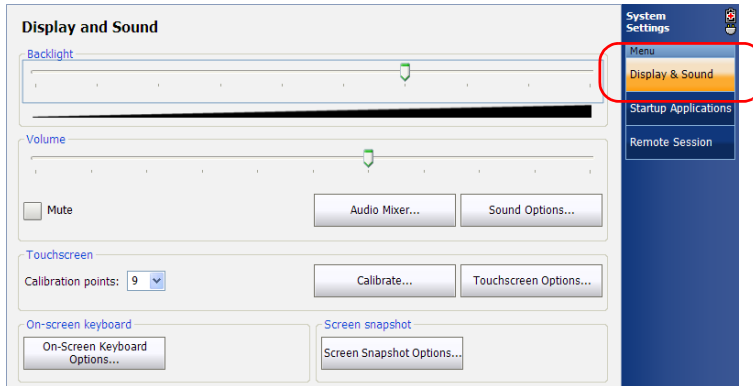 Display and Sound
Backlight
Volume
Mute
Audio Mixer...
Sound Options...
Touchscreen
Calibration points: 9
Calibrate...
Touchscreen Options...
On-screen keyboard
On-Screen Keyboard
Options...
Screen snapshot
Screen Snapshot Options...
System
Settings
Menu
Display & Sound
Startup Applications
Remote Session